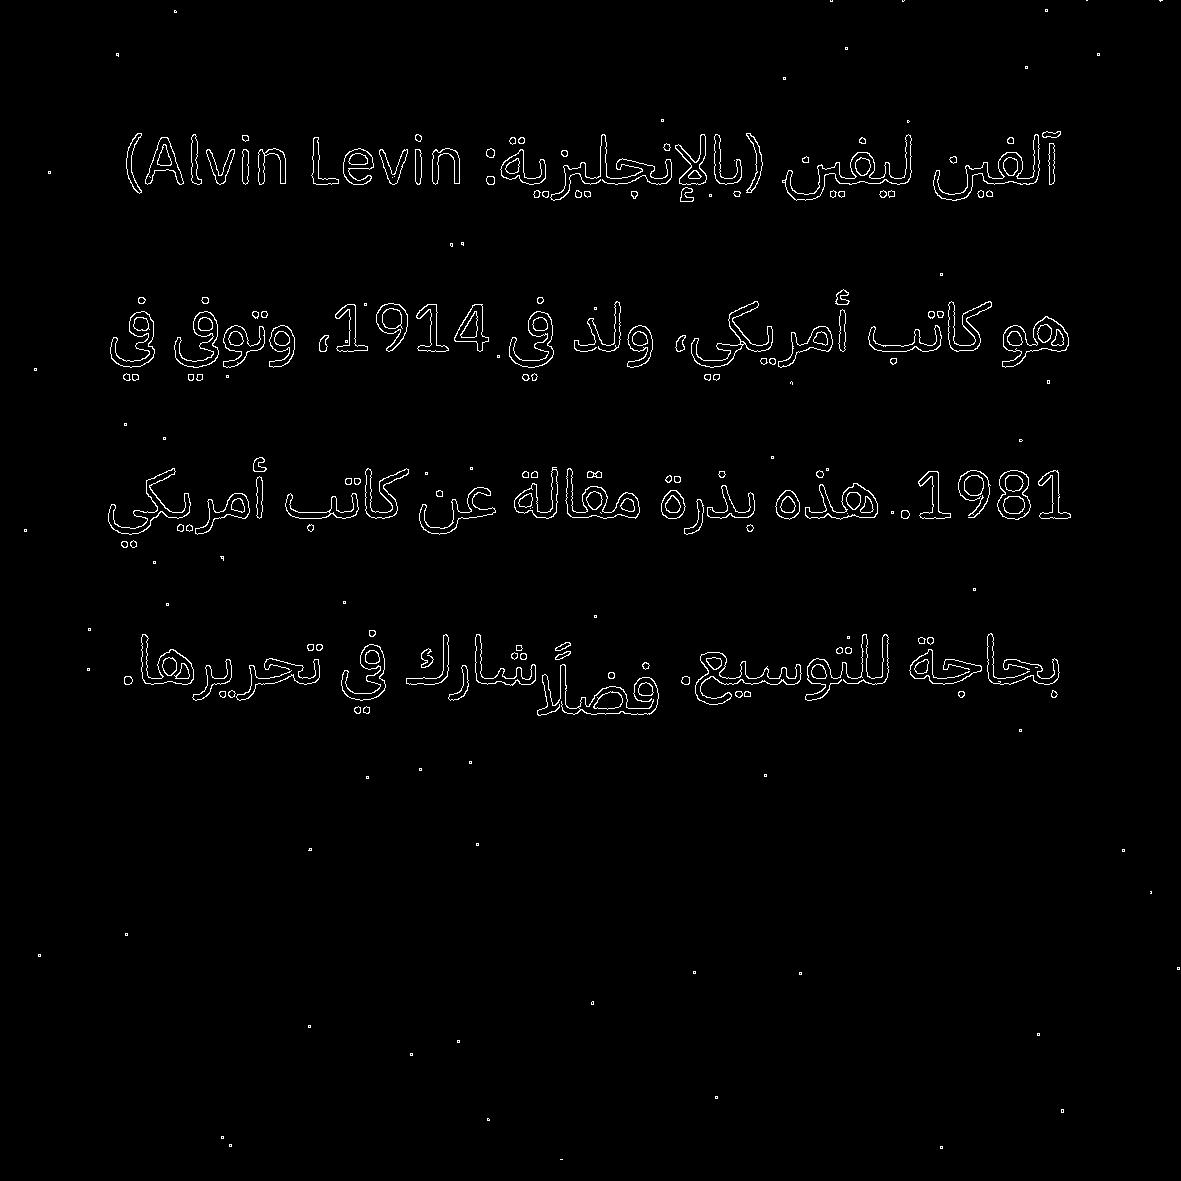 آلفين ليفين (بالإنجليزية: Alvin Levin)
هو كاتب أمريكي، ولد في 1914، وتوفي في
1981. هذه بذرة مقالة عن كاتب أمريكي
بحاجة للتوسيع. فضلًا شارك في تحريرها.